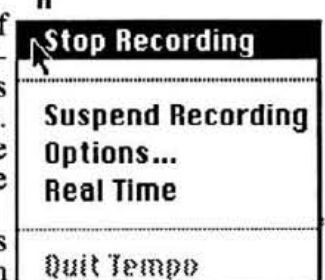 f
Stop Recording
s
.
Suspend Recording
e
Options...
e
Real Time
s
Quit Tempo